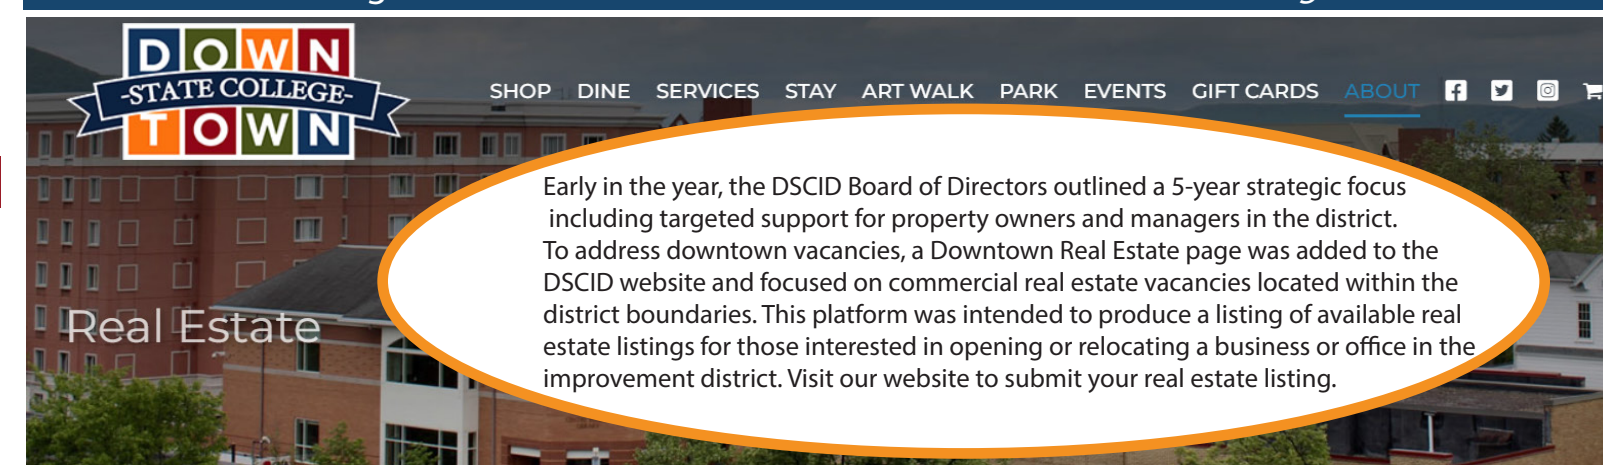 DOWN
-STATE COLLEGE-
TOWN
SHOP DINE SERVICES STAY ART WALK PARK EVENTS GIFT CARDS ABOUT
Early in the year, the DSCID Board of Directors outlined a 5-year strategic focus
including targeted support for property owners and managers in the district.
To address downtown vacancies, a Downtown Real Estate page was added to the
DSCID website and focused on commercial real estate vacancies located within the
district boundaries. This platform was intended to produce a listing of available real
estate listings for those interested in opening or relocating a business or office in the
improvement district. Visit our website to submit your real estate listing.
Real Estate